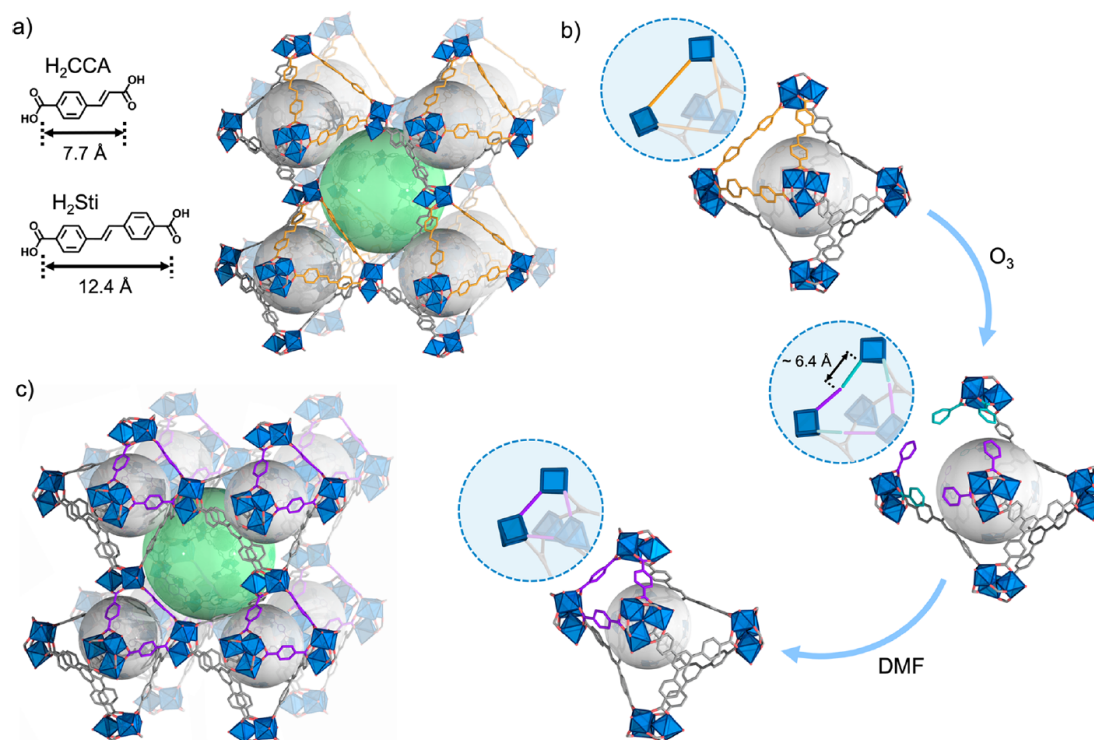 a)
H₂CCA
HO
O
OH
O
7.7 Å
H₂Sti
HO
O
O
OH
12.4 Å
b)
O₃
~ 6.4 Å
c)
DMF